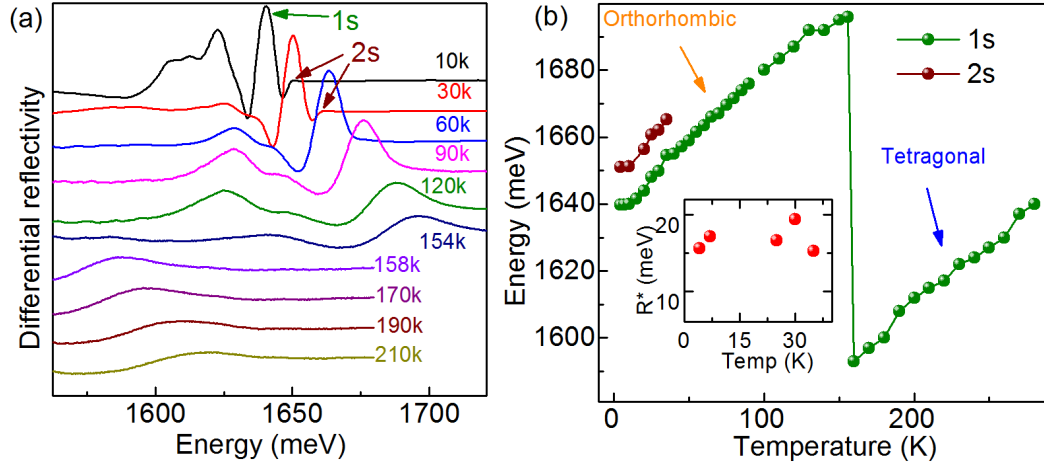 (a)
Differential reflectivity
1s
2s
10k
30k
60k
90k
120k
154k
158k
170k
190k
210k
1600
1650
1700
Energy (meV)
(b)
Energy (meV)
1680
1660
1640
1620
1600
Orthorhombic
1s
2s
Tetragonal
R* (meV)
20
10
0
15
30
Temp (K)
0
100
200
Temperature (K)